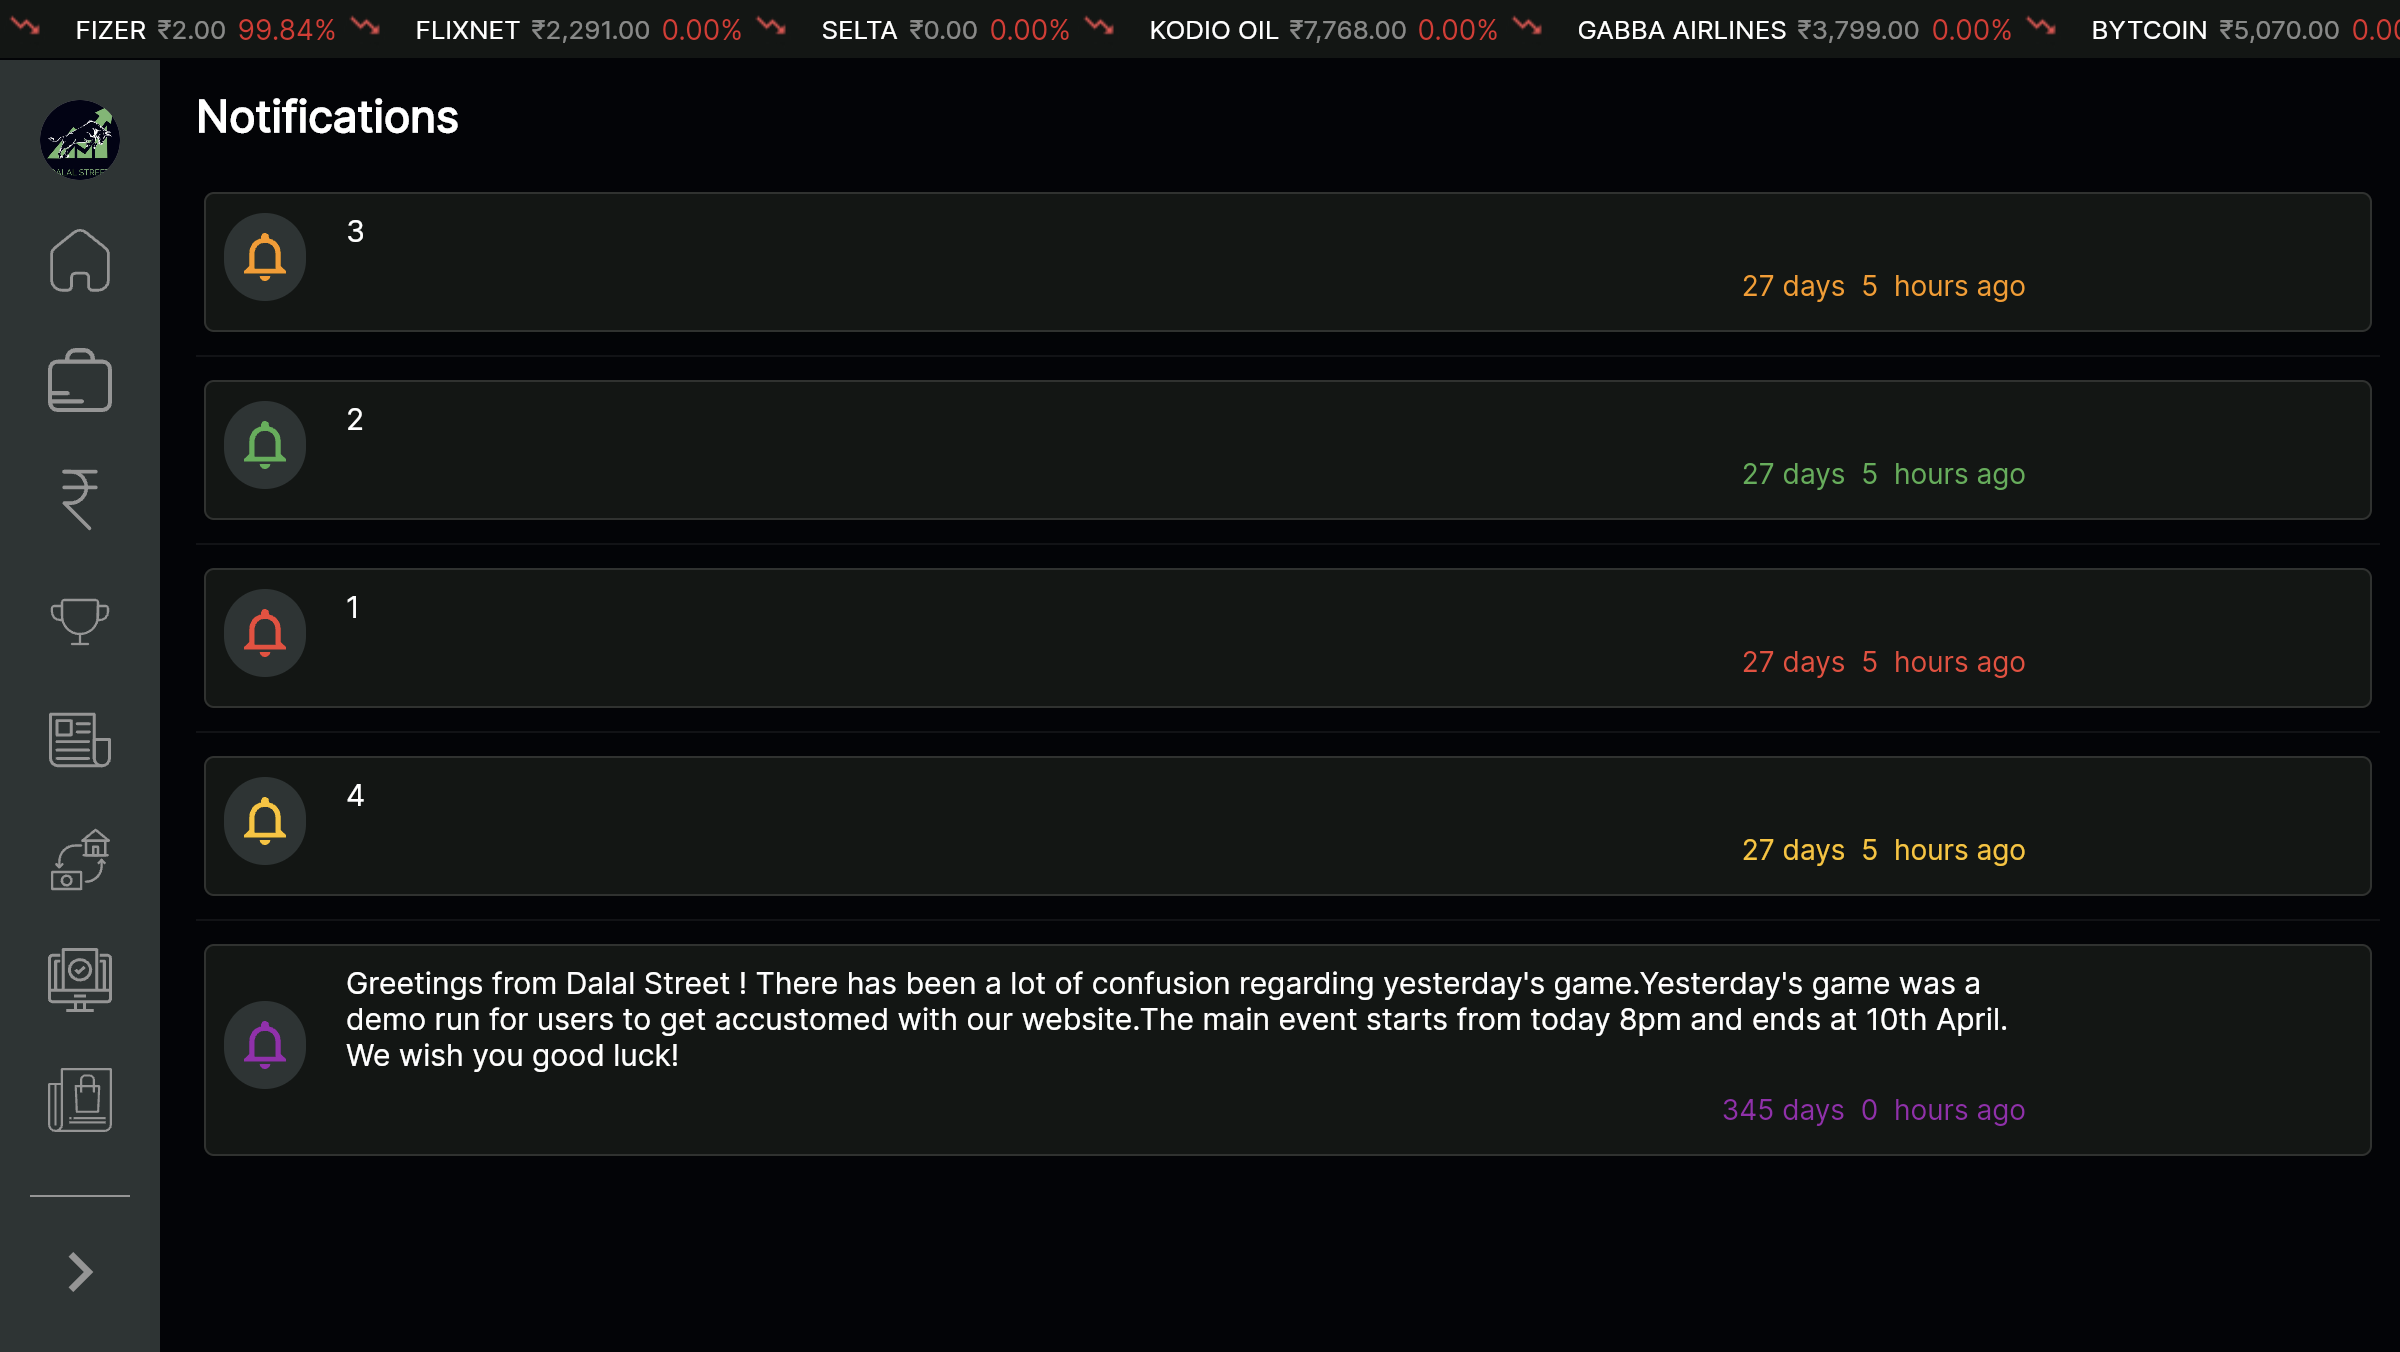 FIZER ₹2.00 99.84% FLIXNET ₹2,291.00 0.00% SELTA ₹0.00 0.00% KODIO OIL ₹7,768.00 0.00% GABBA AIRLINES ₹3,799.00 0.00% BYTCOIN ₹5,070.00
Notifications
3
27 days 5 hours ago
2
27 days 5 hours ago
1
27 days 5 hours ago
4
27 days 5 hours ago
Greetings from Dalal Street ! There has been a lot of confusion regarding yesterday's game.Yesterday's game was a
demo run for users to get accustomed with our website.The main event starts from today 8pm and ends at 10th April.
We wish you good luck!
345 days 0 hours ago